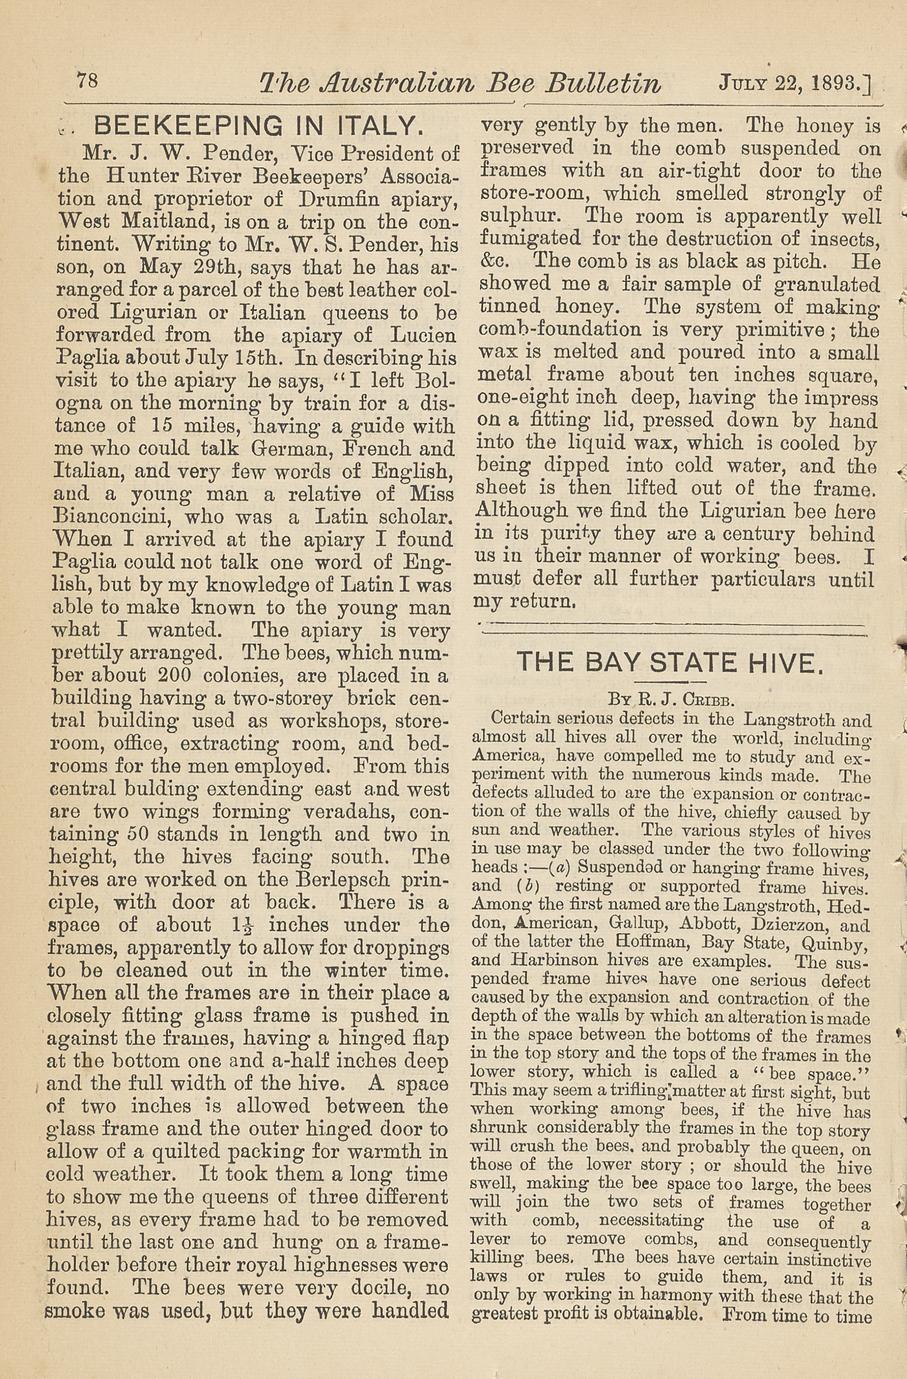 78 The Australian Bee Bulletin JULY 22, 1893.]
BEEKEEPING IN ITALY.
Mr. J. W. Pender, Vice President of
the Hunter River Beekeepers' Associa-
tion and proprietor of Drumfin apiary,
West Maitland, is on a trip on the con-
tinent. Writing to Mr. W. S. Pender, his
son, on May 29th, says that he has ar-
ranged for a parcel of the best leather col-
ored Ligurian or Italian queens to be
forwarded from the apiary of Lucien
Paglia about July 15th. In describing his
visit to the apiary he says, "I left Bol-
ogna on the morning by train for a dis-
tance of 15 miles, having a guide with
me who could talk German, French and
Italian, and very few words of English,
and a young man a relative of Miss
Bianconcini, who was a Latin scholar.
When I arrived at the apiary I found
Paglia could not talk one word of Eng-
lish, but by my knowledge of Latin I was
able to make known to the young man
what I wanted. The apiary is very
prettily arranged. The bees, which num-
ber about 200 colonies, are placed in a
building having a two-storey brick cen-
tral building used as workshops, store-
room, office, extracting room, and bed-
rooms for the men employed. From this
central bulding extending east and west
are two wings forming veradahs, con-
taining 50 stands in length and two in
height, the hives facing south. The
hives are worked on the Berlepsch prin-
ciple, with door at back. There is a
space of about 1½ inches under the
frames, apparently to allow for droppings
to be cleaned out in the winter time.
When all the frames are in their place a
closely fitting glass frame is pushed in
against the frames, having a hinged flap
at the bottom one and a-half inches deep
and the full width of the hive. A space
of two inches is allowed between the
glass frame and the outer hinged door to
allow of a quilted packing for warmth in
cold weather. It took them a long time
to show me the queens of three different
hives, as every frame had to be removed
until the last one and hung on a frame-
holder before their royal highnesses were
found. The bees were very docile, no
smoke was used, but they were handled
very gently by the men. The honey is
preserved in the comb suspended on
frames with an air-tight door to the
store-room, which smelled strongly of
sulphur. The room is apparently well
fumigated for the destruction of insects,
&c. The comb is as black as pitch. He
showed me a fair sample of granulated
tinned honey. The system of making
comb-foundation is very primitive; the
wax is melted and poured into a small
metal frame about ten inches square,
one-eight inch deep, having the impress
on a fitting lid, pressed down by hand
into the liquid wax, which is cooled by
being dipped into cold water, and the
sheet is then lifted out of the frame.
Although we find the Ligurian bee here
in its purity they are a century behind
us in their manner of working bees. I
must defer all further particulars until
my return.
THE BAY STATE HIVE.
BY R. J. CRIBB.
Certain serious defects in the Langstroth and
almost all hives all over the world, including
America, have compelled me to study and ex-
periment with the numerous kinds made. The
defects alluded to are the expansion or contrac-
tion of the walls of the hive, chiefly caused by
sun and weather. The various styles of hives
in use may be classed under the two following
heads :—(a) Suspended or hanging frame hives,
and (b) resting or supported frame hives.
Among the first named are the Langstroth, Hed-
don, American, Gallup, Abbott, Dzierzon, and
of the latter the Hoffman, Bay State, Quinby,
and Harbinson hives are examples. The sus-
pended frame hives have one serious defect
caused by the expansion and contraction of the
depth of the walls by which an alteration is made
in the space between the bottoms of the frames
in the top story and the tops of the frames in the
lower story, which is called a "bee space."
This may seem a trifling matter at first sight, but
when working among bees, if the hive has
shrunk considerably the frames in the top story
will crush the bees, and probably the queen, on
those of the lower story ; or should the hive
swell, making the bee space too large, the bees
will join the two sets of frames together
with comb, necessitating the use of a
lever to remove combs, and consequently
killing bees. The bees have certain instinctive
laws or rules to guide them, and it is
only by working in harmony with these that the
greatest profit is obtainable. From time to time